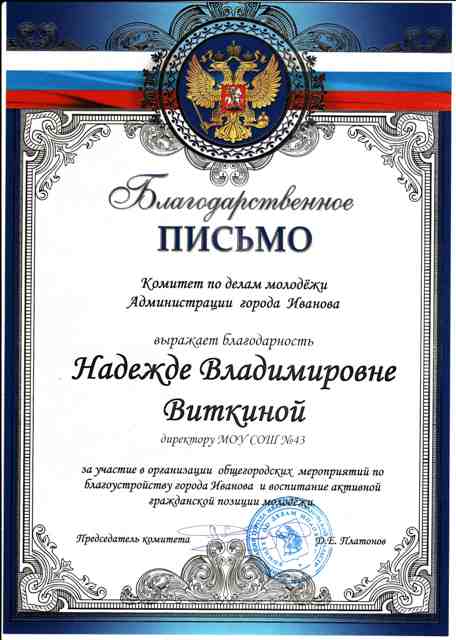 Благодарственное
ПИСЬМО
Комитет по делам молодёжи
Администрации города Иванова
выражает благодарность
Надежде Владимировне
Виткиной
директору МОУ СОШ №43
за участие в организации общегородских мероприятий по
благоустройству города Иванова и воспитание активной
гражданской позиции молодёжи
Председатель комитета
Д.Е. Платонов